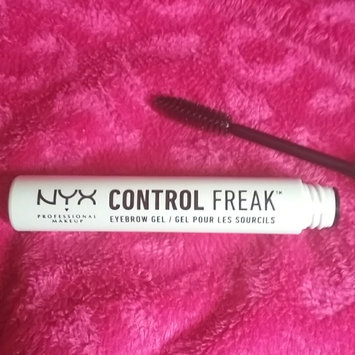 NYX CONTROL FREAK™
PROFESSIONAL MAKEUP
EYEBROW GEL / GEL POUR LES SOURCILS